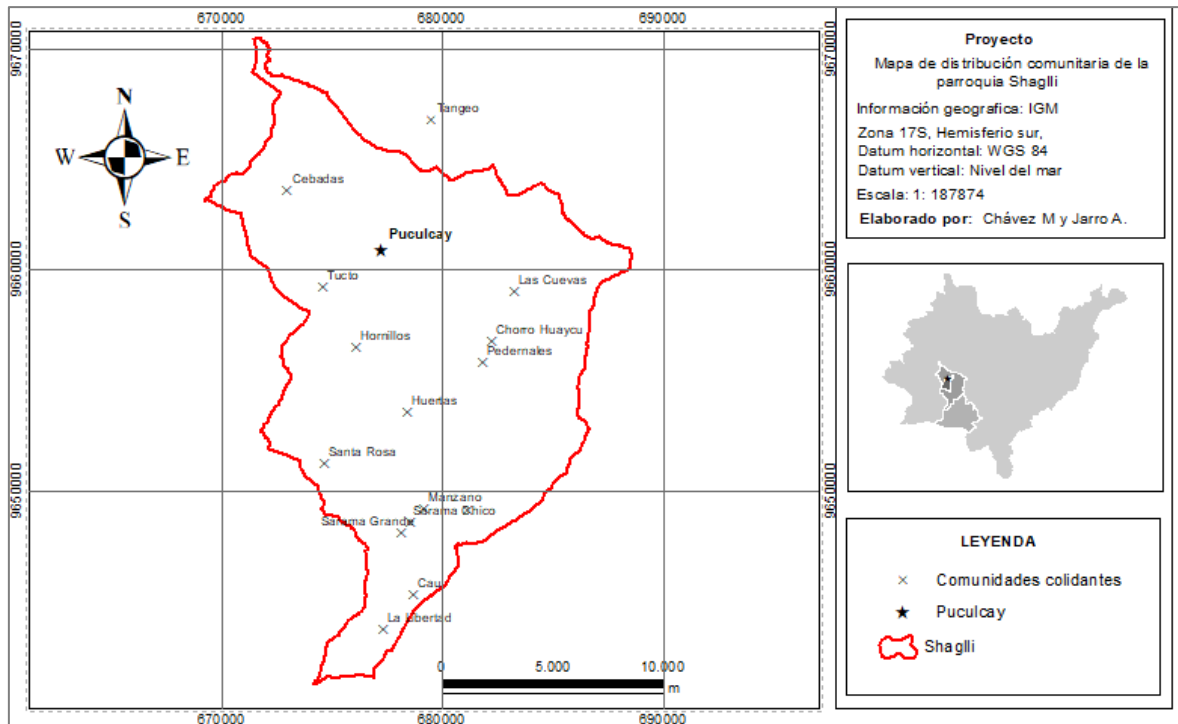 670000
680000
690000
9670000
9670000
N
W
E
S
Tangeo
Cebadas
Puculcay
9660000
9660000
Tucto
Las Cuevas
Hornillos
Chorro Huaycu
Pedernales
Huertas
Santa Rosa
9650000
9650000
Manzano
Sarama Chico
Sarama Grande
Cau
La Libertad
0
5.000
10.000
m
670000
680000
690000
Proyecto
Mapa de distribución comunitaria de la
parroquia Shaglli
Información geografica: IGM
Zona 17S, Hemisferio sur,
Datum horizontal: WGS 84
Datum vertical: Nivel del mar
Escala: 1: 187874
Elaborado por: Chávez M y Jarro A.
LEYENDA
Comunidades colidantes
Puculcay
Shaglli